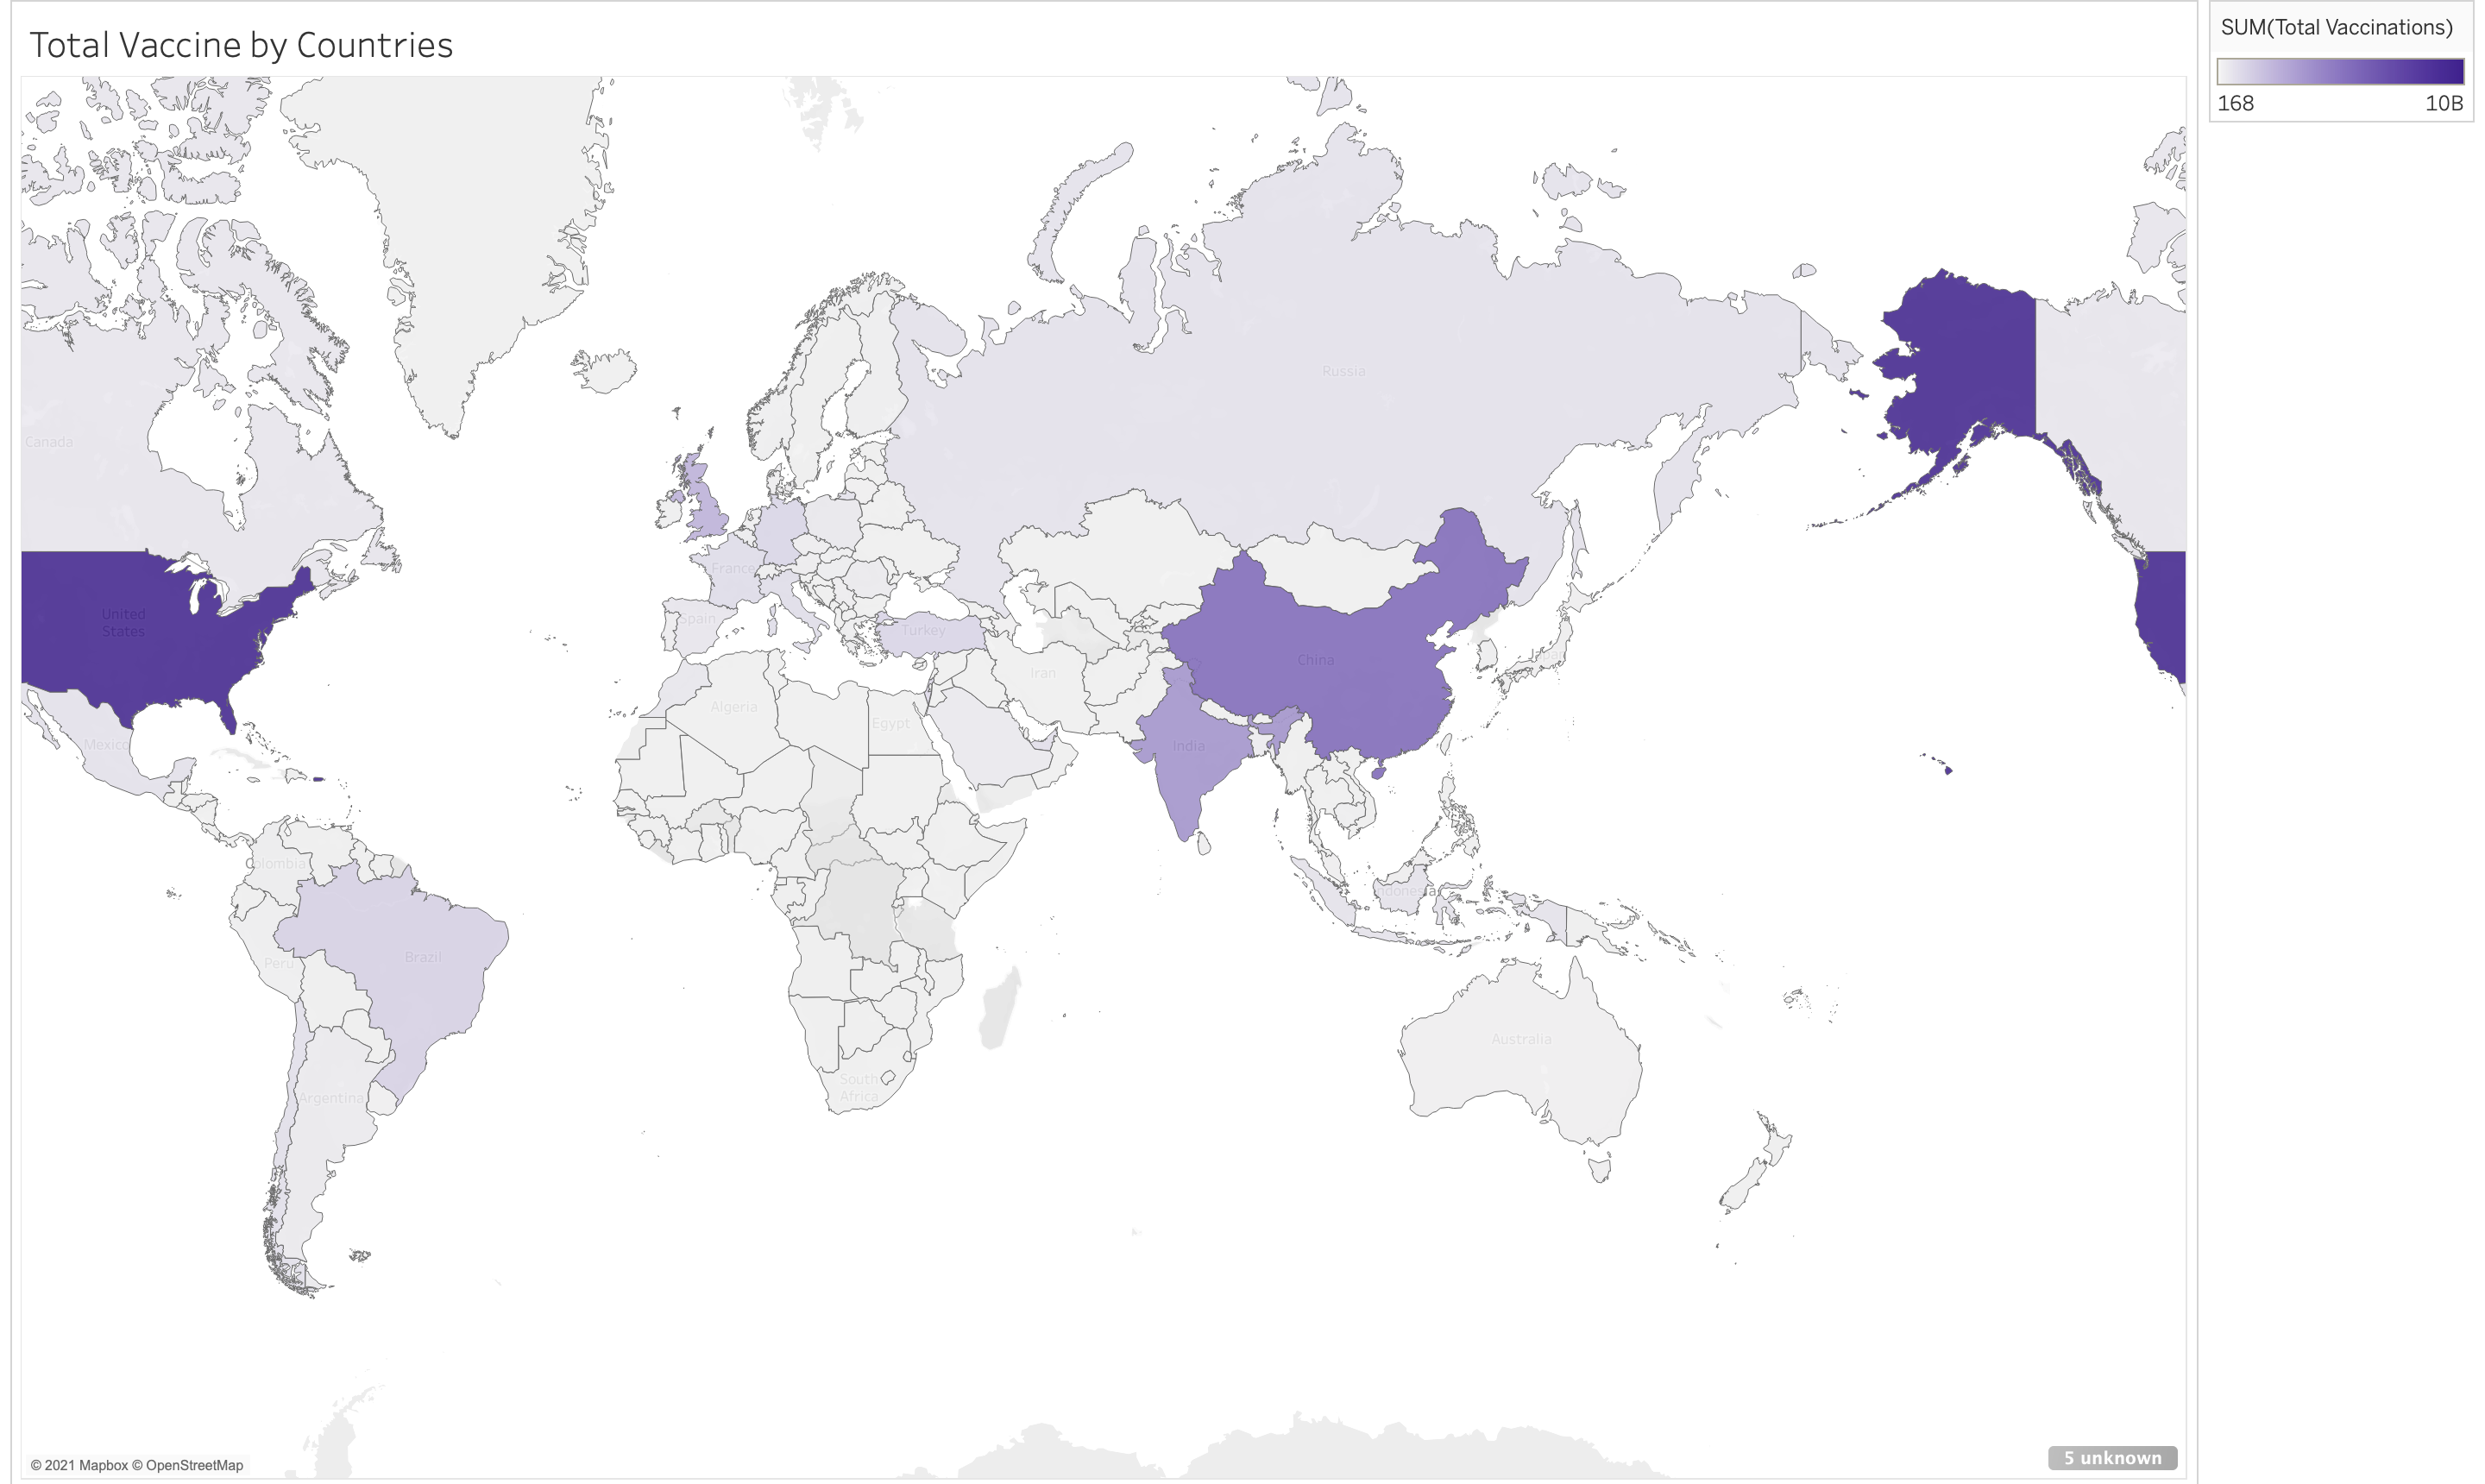 Total Vaccine by Countries
SUM(Total Vaccinations)
168
10B
Russia
Canada
France
United
States
Spain
Turkey
China
Japan
Iran
Algeria
Egypt
Mexico
India
Colombia
Indonesia
Brazil
Peru
Australia
South
Africa
Argentina
© 2021 Mapbox © OpenStreetMap
5 unknown